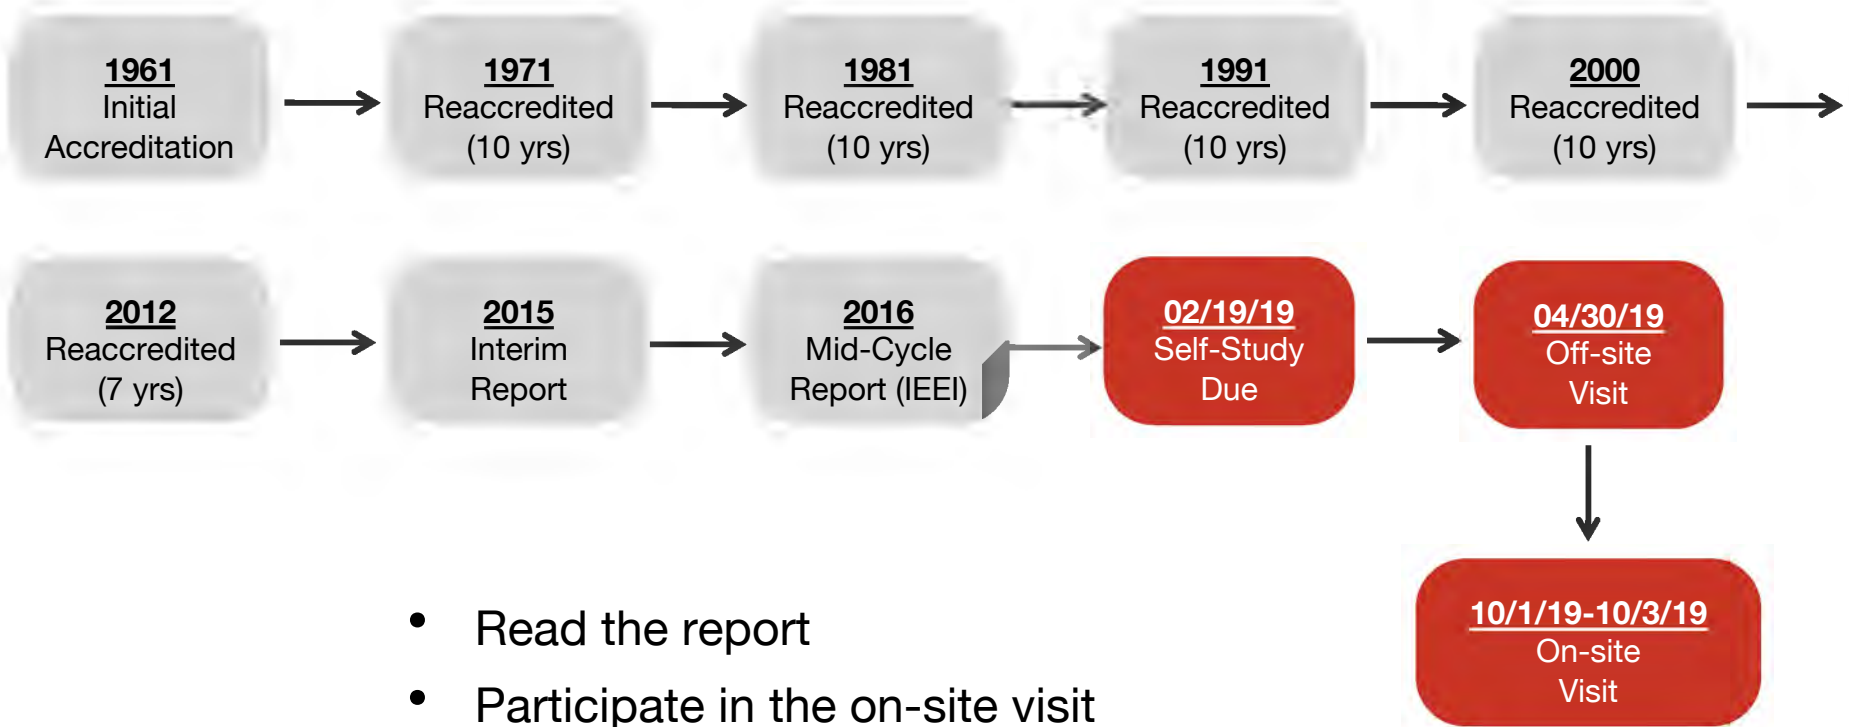 1961
Initial
Accreditation
1971
Reaccredited
(10 yrs)
1981
Reaccredited
(10 yrs)
1991
Reaccredited
(10 yrs)
2000
Reaccredited
(10 yrs)
2012
Reaccredited
(7 yrs)
2015
Interim
Report
2016
Mid-Cycle
Report (IEEI)
02/19/19
Self-Study
Due
04/30/19
Off-site
Visit
10/1/19-10/3/19
On-site
Visit
• Read the report
• Participate in the on-site visit